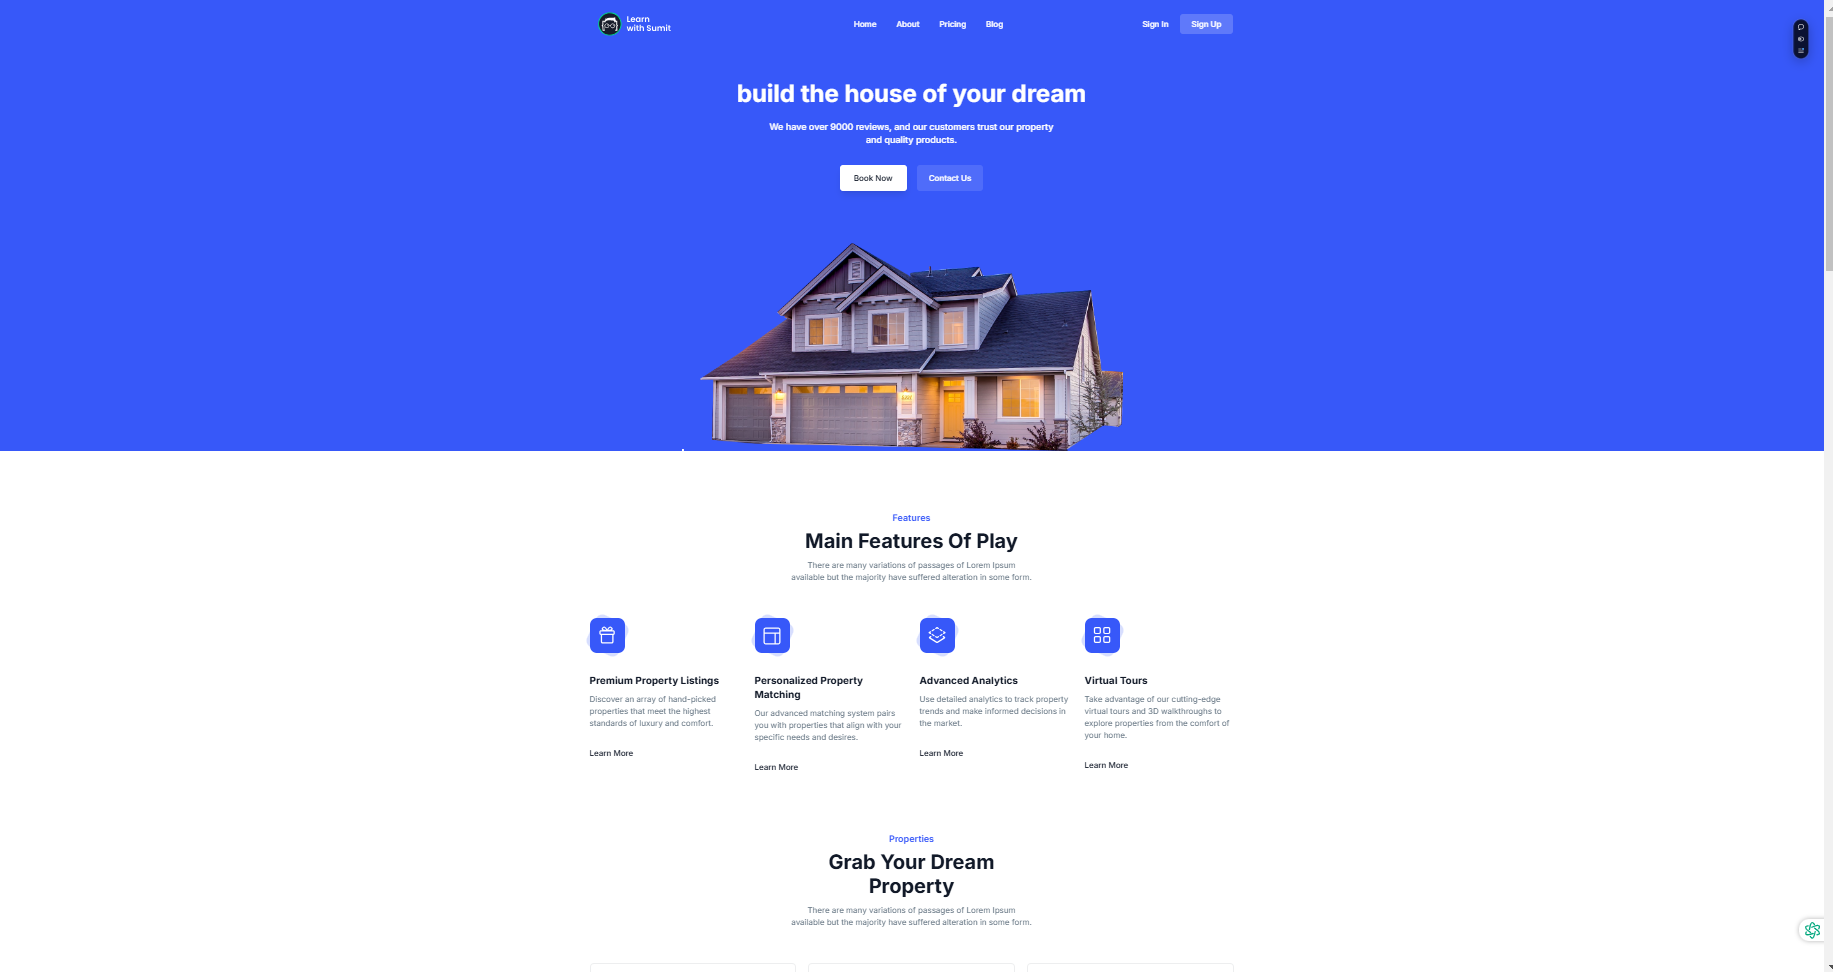 Learn
with Sumit
Home About Pricing Blog
Sign In Sign Up
build the house of your dream
We have over 9000 reviews, and our customers trust our property
and quality products.
Book Now Contact Us
Features
Main Features Of Play
There are many variations of passages of Lorem Ipsum
available but the majority have suffered alteration in some form.
Premium Property Listings
Discover an array of hand-picked
properties that meet the highest
standards of luxury and comfort.
Learn More
Personalized Property
Matching
Our advanced matching system pairs
you with properties that align with your
specific needs and desires.
Learn More
Advanced Analytics
Use detailed analytics to track property
trends and make informed decisions in
the market.
Learn More
Virtual Tours
Take advantage of our cutting-edge
virtual tours and 3D walkthroughs to
explore properties from the comfort of
your home.
Learn More
Properties
Grab Your Dream
Property
There are many variations of passages of Lorem Ipsum
available but the majority have suffered alteration in some form.